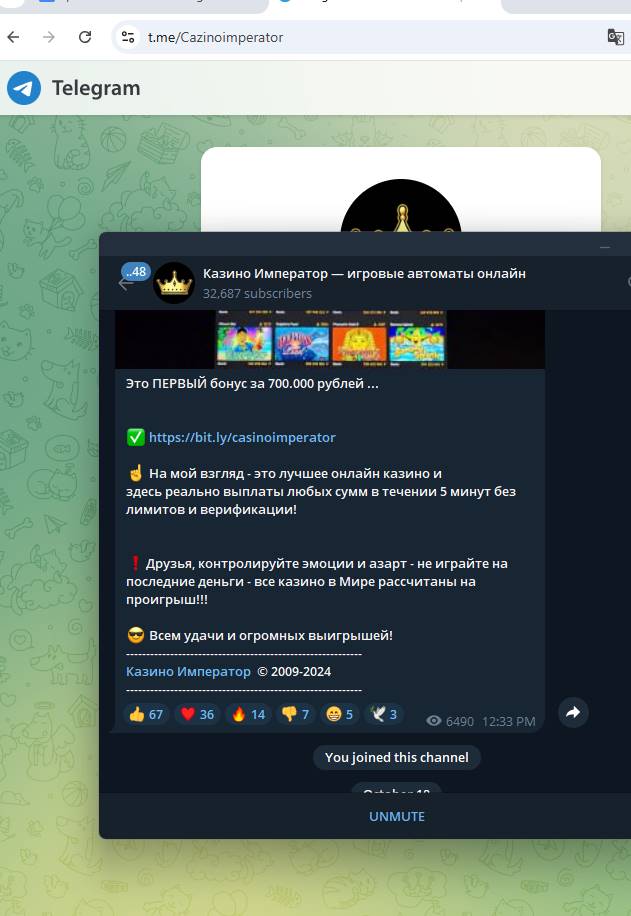 t.me/Cazinoimperator
Telegram
..48
Казино Император — игровые автоматы онлайн
32,687 subscribers
Это ПЕРВЫЙ бонус за 700.000 рублей ...
✅ https://bit.ly/casinoimperator
☝ На мой взгляд - это лучшее онлайн казино и
здесь реально выплаты любых сумм в течении 5 минут без
лимитов и верификации!
❗ Друзья, контролируйте эмоции и азарт - не играйте на
последние деньги - все казино в Мире рассчитаны на
проигрыш!!!
😎 Всем удачи и огромных выигрышей!
------------------------------------------------------------
Казино Император © 2009-2024
------------------------------------------------------------
👍 67 ❤ 36 🔥 14 👎 7 😁 5 🕊 3 6490 12:33 PM
You joined this channel
October
UNMUTE